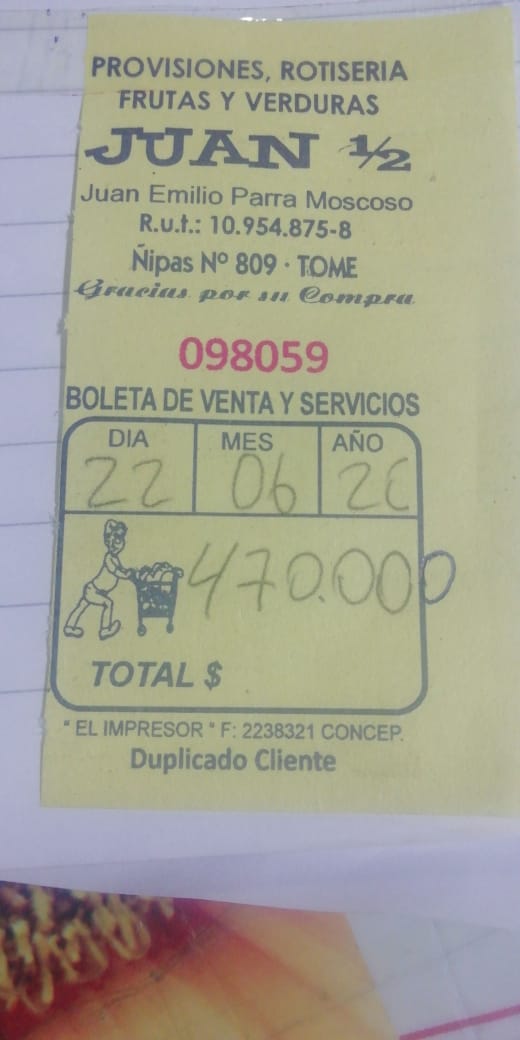 PROVISIONES, ROTISERIA
FRUTAS Y VERDURAS
JUAN ½
Juan Emilio Parra Moscoso
R.u.t.: 10.954.875-8
Ñipas Nº 809 · TOME
Gracias por su Compra
098059
BOLETA DE VENTA Y SERVICIOS
DIA MES AÑO
22 06 20
470.000
TOTAL $
" EL IMPRESOR " F: 2238321 CONCEP.
Duplicado Cliente